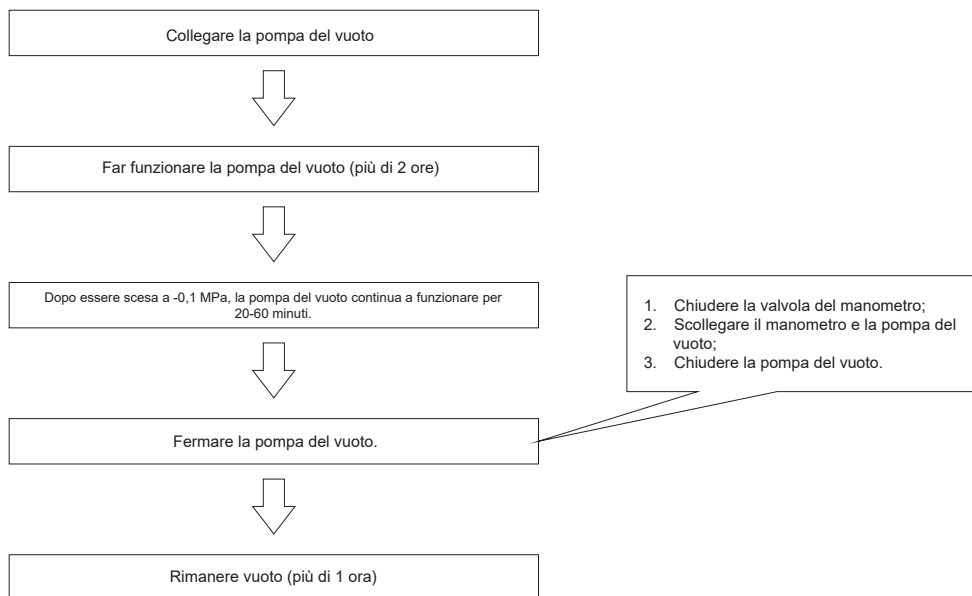 Collegare la pompa del vuoto
Far funzionare la pompa del vuoto (più di 2 ore)
Dopo essere scesa a -0,1 MPa, la pompa del vuoto continua a funzionare per
20-60 minuti.
1. Chiudere la valvola del manometro;
2. Scollegare il manometro e la pompa del
vuoto;
3. Chiudere la pompa del vuoto.
Fermare la pompa del vuoto.
Rimanere vuoto (più di 1 ora)